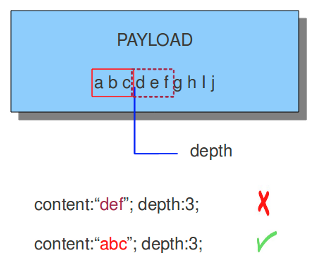 PAYLOAD
a b c d e f g h I j
depth
content:“def”; depth:3;
content:“abc”; depth:3;